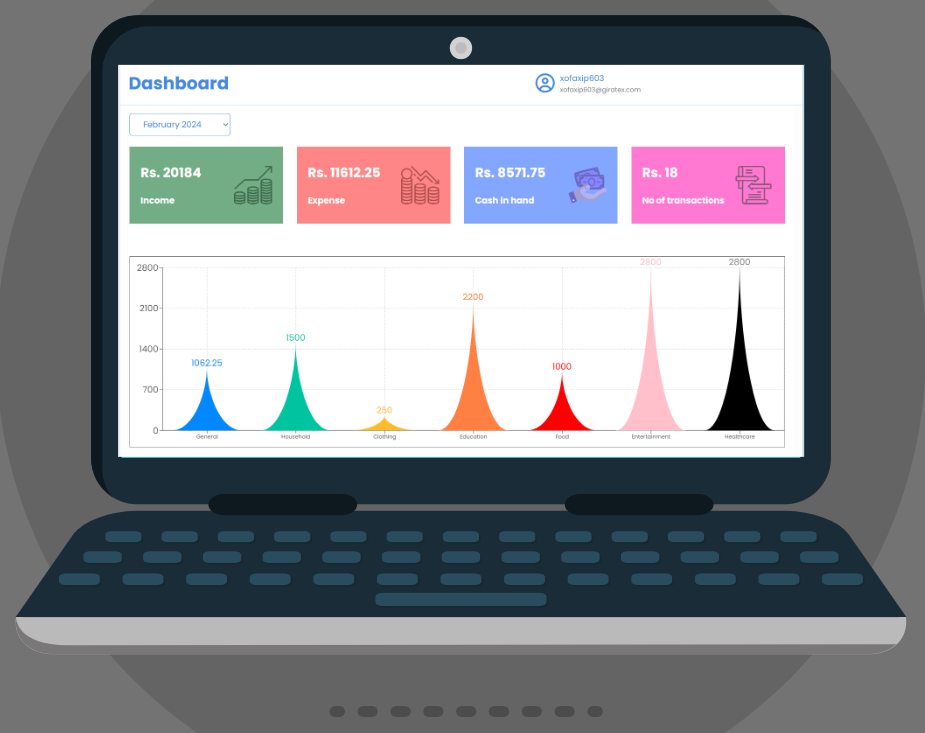 Dashboard
xofaxip603
xofaxip603@giratex.com
February 2024
Rs. 20184
Income
Rs. 11612.25
Expense
Rs. 8571.75
Cash in hand
Rs. 18
No of transactions
2800
2100
1400
700
0
1062.25
1500
250
2200
1000
2800
2800
General
Household
Clothing
Education
Food
Entertainment
Healthcare